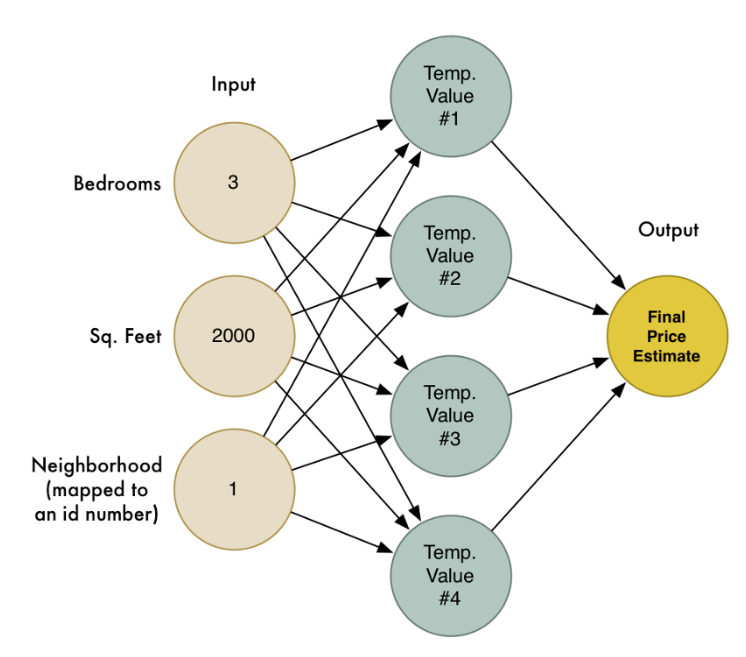 Input
Bedrooms
3
Sq. Feet
2000
Neighborhood
(mapped to
an id number)
1
Temp.
Value
#1
Temp.
Value
#2
Temp.
Value
#3
Temp.
Value
#4
Output
Final
Price
Estimate